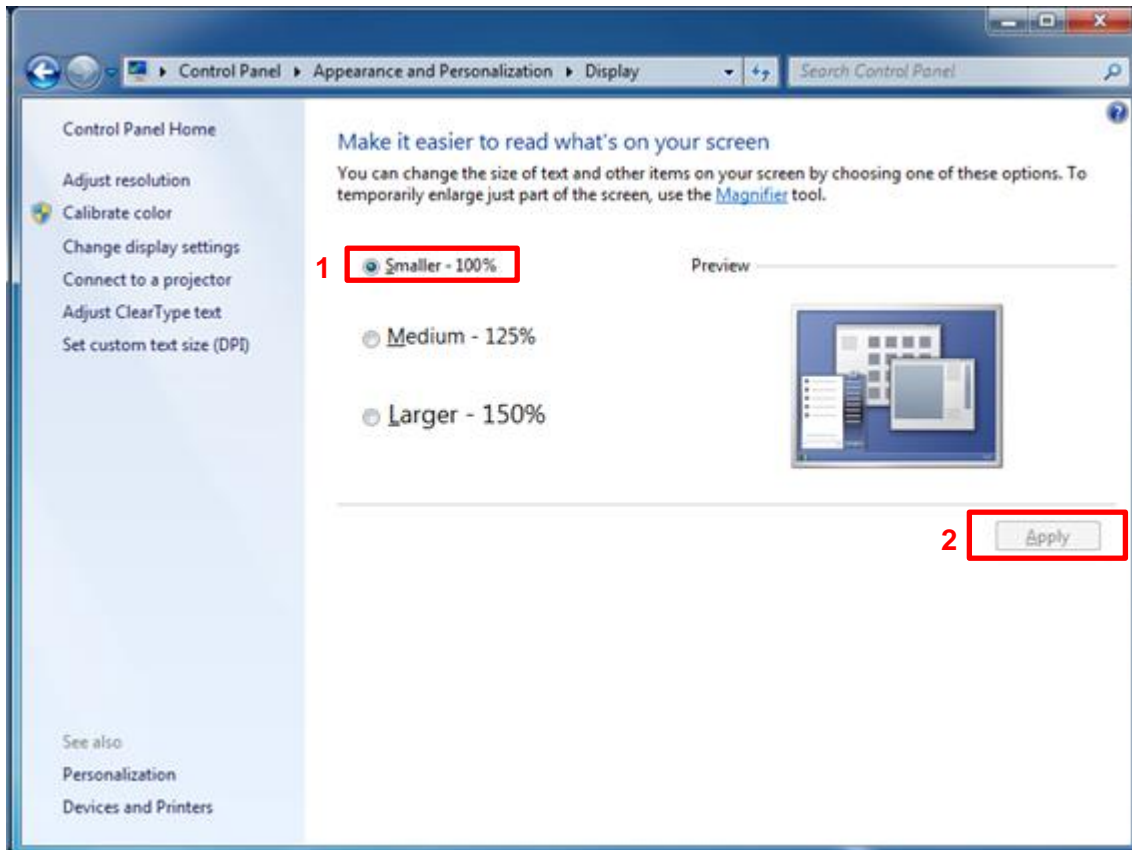 Control Panel Appearance and Personalization Display Search Control Panel
Control Panel Home
Adjust resolution
Calibrate color
Change display settings
Connect to a projector
Adjust ClearType text
Set custom text size (DPI)
See also
Personalization
Devices and Printers
Make it easier to read what's on your screen
You can change the size of text and other items on your screen by choosing one of these options. To
temporarily enlarge just part of the screen, use the Magnifier tool.
1 Smaller - 100%
Medium - 125%
Larger - 150%
Preview
2 Apply